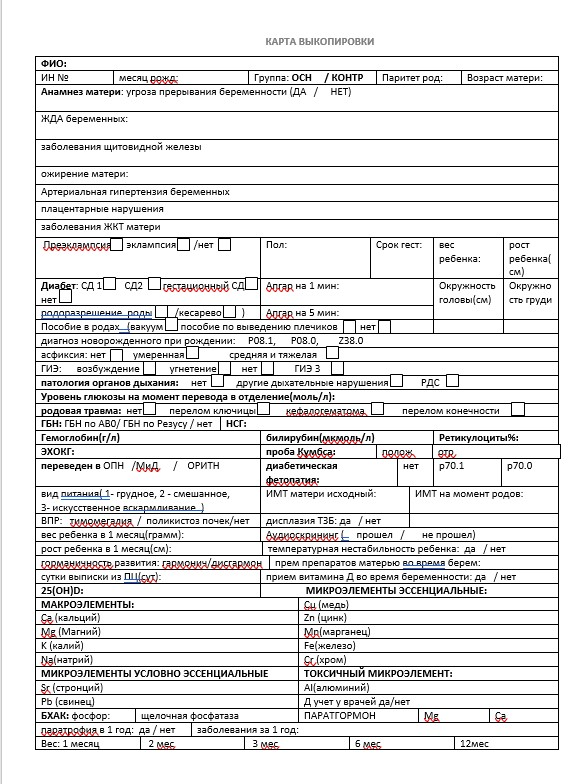 КАРТА ВЫКОПИРОВКИ
ФИО:
ИН № месяц рожд: Группа: ОСН / КОНТР Паритет род: Возраст матери:
Анамнез матери: угроза прерывания беременности (ДА / НЕТ)
ЖДА беременных:
заболевания щитовидной железы
ожирение матери:
Артериальная гипертензия беременных
плацентарные нарушения
заболевания ЖКТ матери
Преэклампсия эклампсия /нет Пол: Срок гест: вес ребенка: рост ребенка( см)
Диабет: СД 1 СД2 гестационный СД нет Апгар на 1 мин: Окружность головы(см) Окружно сть груди
родоразрешение роды /кесарево ) Апгар на 5 мин:
Пособие в родах (вакуум пособие по выведению плечиков нет
диагноз новорожденного при рождении: Р08.1, Р08.0, Z38.0
асфиксия: нет умеренная средняя и тяжелая
ГИЭ: возбуждение угнетение нет ГИЭ 3
патология органов дыхания: нет другие дыхательные нарушения РДС
Уровень глюкозы на момент перевода в отделение(моль/л):
родовая травма: нет перелом ключицы кефалогематома перелом конечности
ГБН: ГБН по АВ0/ ГБН по Резусу / нет НСГ:
Гемоглобин(г/л) билирубин(мкмоль/л) Ретикулоциты%:
ЭХОКГ: проба Кумбса: полож отр
переведен в ОПН /МиД / ОРИТН диабетическая фетопатия: нет р70.1 р70.0
вид питания( 1- грудное, 2 - смешанное, ИМТ матери исходный: ИМТ на момент родов:
3- искусственное вскармливание )
ВПР: тимомегалия / поликистоз почек/нет дисплазия ТЗБ: да / нет
вес ребенка в 1 месяц(грамм): Аудиоскрининг ( прошел / не прошел)
рост ребенка в 1 месяц(см): температурная нестабильность ребенка: да / нет
горманичность развития: гармонич/дисгармон прем препаратов матерью во время берем:
сутки выписки из ПЦ(сут): прием витамина Д во время беременности: да / нет
25(OH)D: МИКРОЭЛЕМЕНТЫ ЭССЕНЦИАЛЬНЫЕ:
МАКРОЭЛЕМЕНТЫ: Cu (медь)
Ca (кальций) Zn (цинк)
Mg (Магний) Mn(марганец)
K (калий) Fe(железо)
Na(натрий) Cr (хром)
МИКРОЭЛЕМЕНТЫ УСЛОВНО ЭССЕНЦИАЛЬНЫЕ ТОКСИЧНЫЙ МИКРОЭЛЕМЕНТ:
Sr (стронций) Al(алюминий)
Pb (свинец) Д учет у врачей да/нет
БХАК: фосфор: щелочная фосфатаза ПАРАТГОРМОН Mg Ca
паратрофия в 1 год: да / нет заболевания за 1 год:
Вес: 1 месяц 2 мес 3 мес 6 мес 12мес